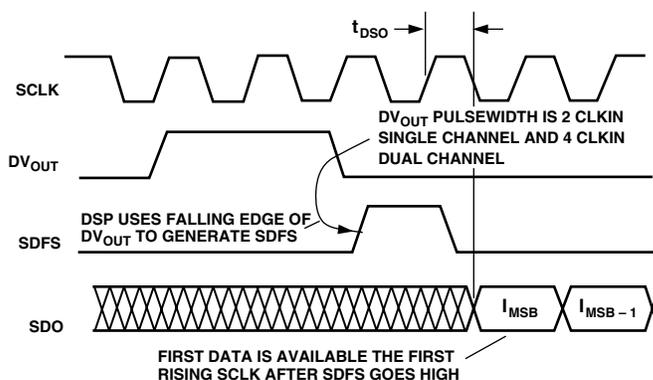 tDSO
SCLK
DVOUT PULSEWIDTH IS 2 CLKIN
SINGLE CHANNEL AND 4 CLKIN
DUAL CHANNEL
DVOUT
DSP USES FALLING EDGE OF
DVOUT TO GENERATE SDFS
SDFS
SDO
IMSB
IMSB – 1
FIRST DATA IS AVAILABLE THE FIRST
RISING SCLK AFTER SDFS GOES HIGH